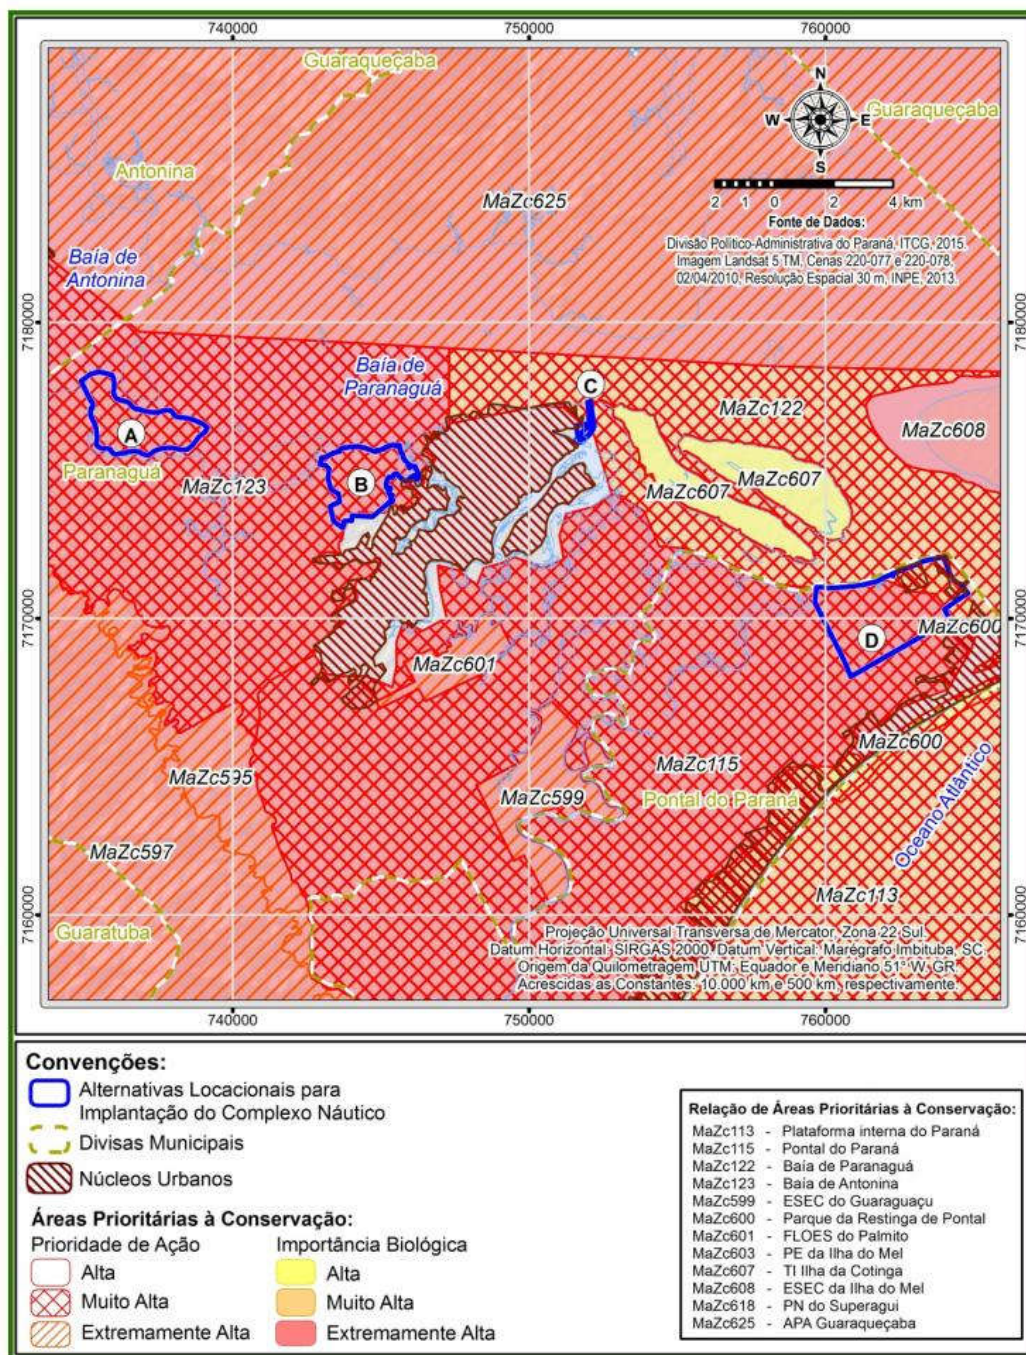 740000
750000
760000
Guaraqueçaba
N
W
E
S
Guaraqueçaba
Antonina
MaZc625
2 1 0 2 4 km
Fonte de Dados:
Divisão Político-Administrativa do Paraná, ITCG, 2015.
Imagem Landsat 5 TM, Cenas 220-077 e 220-078,
02/04/2010, Resolução Espacial 30 m, INPE, 2013.
Baía de
Antonina
7180000
7180000
Baía de
Paranaguá
C
MaZc122
MaZc608
A
Paranaguá
MaZc123
B
MaZc607
MaZc607
7170000
7170000
D
MaZc600
MaZc601
MaZc600
MaZc595
MaZc115
MaZc599
Pontal do Paraná
Oceano Atlântico
MaZc597
MaZc113
7160000
7160000
Guaratuba
Projeção Universal Transversa de Mercator, Zona 22 Sul.
Datum Horizontal: SIRGAS 2000. Datum Vertical: Marégrafo Imbituba, SC.
Origem da Quilometragem UTM: Equador e Meridiano 51° W. GR.
Acrescidas as Constantes: 10.000 km e 500 km, respectivamente.
740000
750000
760000
Convenções:
Alternativas Locacionais para
Implantação do Complexo Náutico
Divisas Municipais
Núcleos Urbanos
Áreas Prioritárias à Conservação:
Prioridade de Ação
Importância Biológica
Alta
Alta
Muito Alta
Muito Alta
Extremamente Alta
Extremamente Alta
Relação de Áreas Prioritárias à Conservação:
MaZc113 - Plataforma interna do Paraná
MaZc115 - Pontal do Paraná
MaZc122 - Baía de Paranaguá
MaZc123 - Baía de Antonina
MaZc599 - ESEC do Guaraguaçu
MaZc600 - Parque da Restinga de Pontal
MaZc601 - FLOES do Palmito
MaZc603 - PE da Ilha do Mel
MaZc607 - TI Ilha da Cotinga
MaZc608 - ESEC da Ilha do Mel
MaZc618 - PN do Superagui
MaZc625 - APA Guaraqueçaba